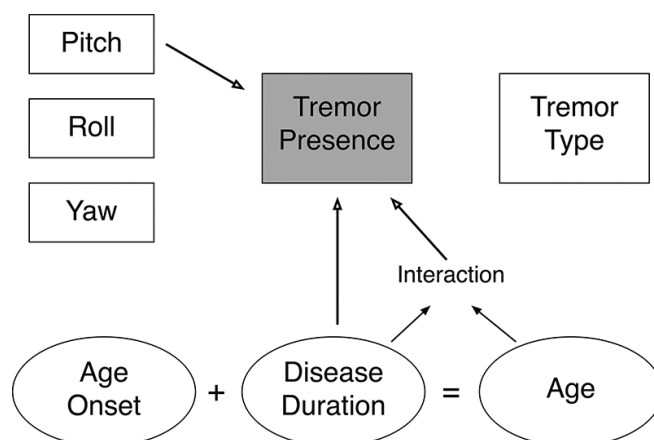 Pitch
Roll
Yaw
Tremor
Presence
Tremor
Type
Interaction
Age
Onset
+
Disease
Duration
=
Age